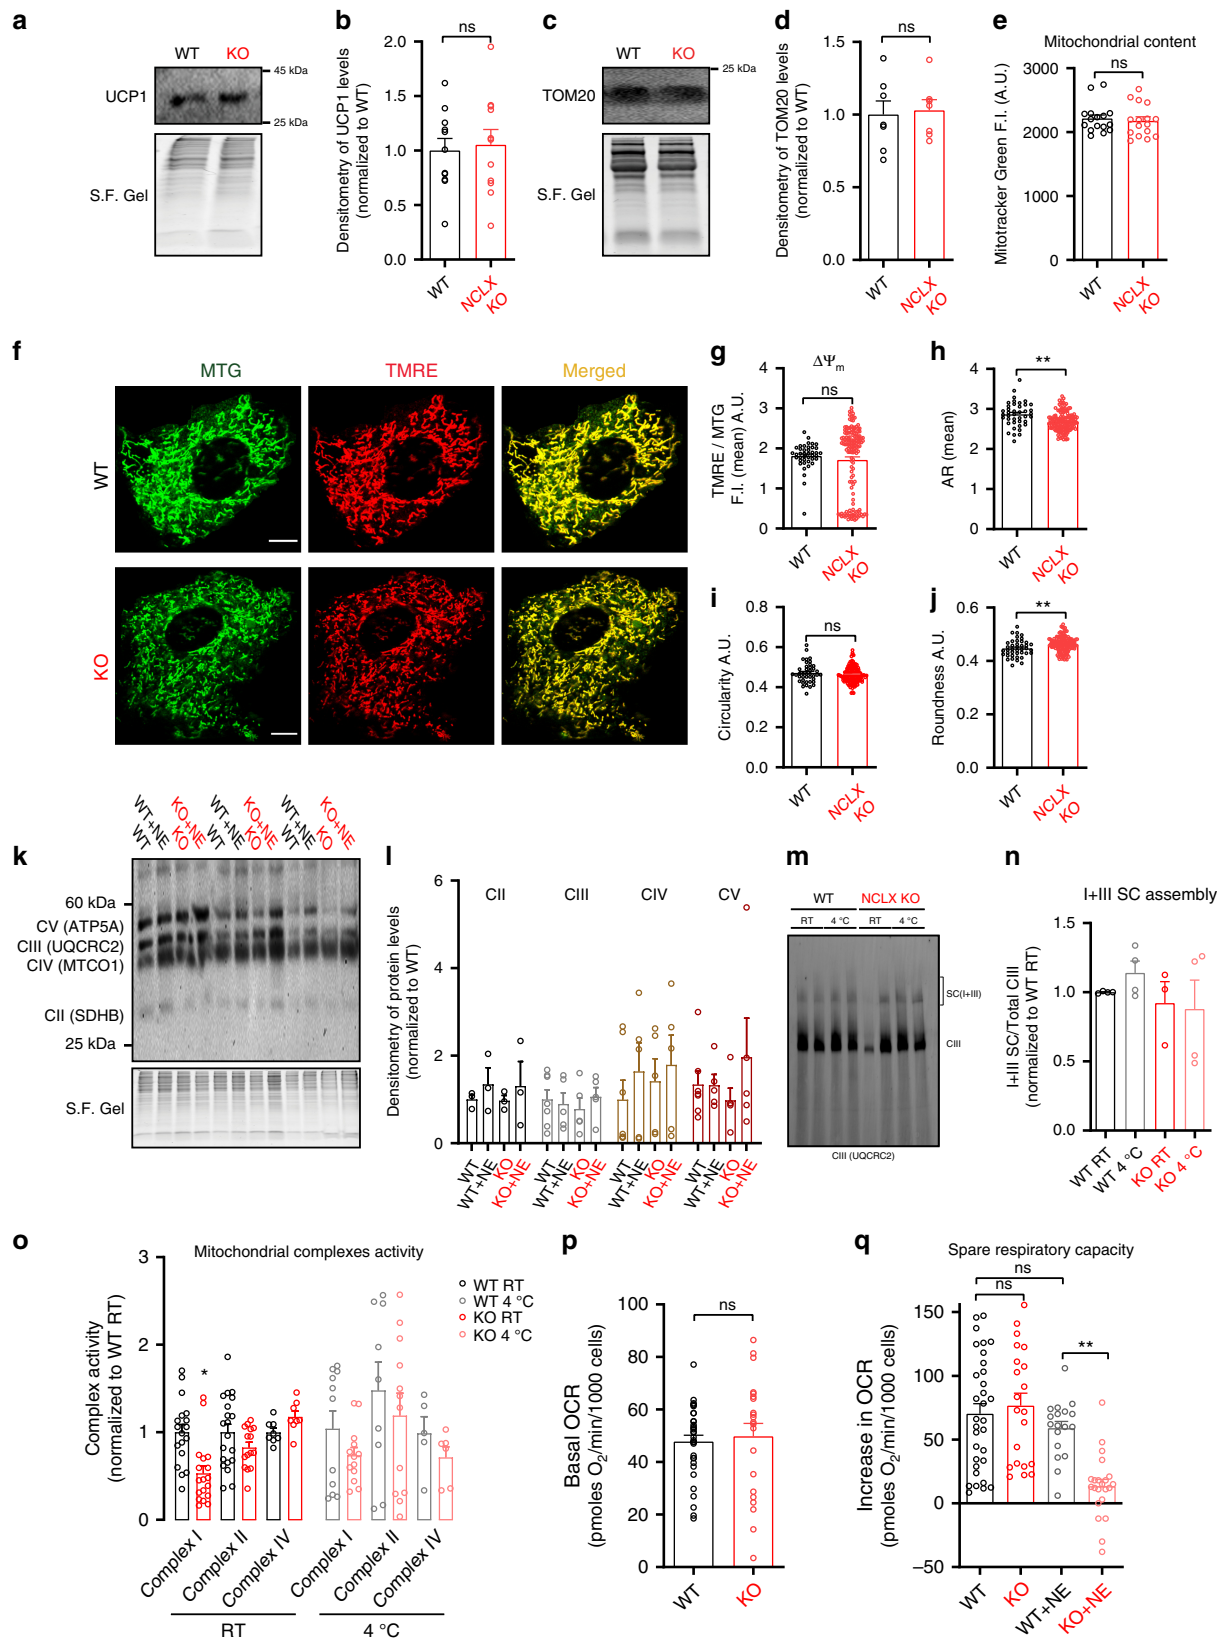 a
WT KO
45 kDa
UCP1
25 kDa
S.F. Gel
b
ns
Densitometry of UCP1 levels
(normalized to WT)
2.0
1.5
1.0
0.5
0.0
WT
NCLX
KO
c
WT KO
25 kDa
TOM20
S.F. Gel
d
ns
Densitometry of TOM20 levels
(normalized to WT)
1.5
1.0
0.5
0.0
WT
NCLX
KO
e
Mitochondrial content
ns
Mitotracker Green F.I. (A.U.)
3000
2000
1000
0
WT
NCLX
KO
f
MTG TMRE Merged
WT
KO
g
ΔΨm
ns
TMRE / MTG
F.I. (mean) A.U.
4
3
2
1
0
WT
NCLX
KO
h
**
AR (mean)
4
3
2
1
0
WT
NCLX
KO
i
ns
Circularity A.U.
0.8
0.6
0.4
0.2
0.0
WT
NCLX
KO
j
**
Roundness A.U.
0.6
0.4
0.2
0.0
WT
NCLX
KO
k
WT WT+NE KO KO+NE WT WT+NE KO KO+NE WT WT+NE KO KO+NE
60 kDa
CV (ATP5A)
CIII (UQCRC2)
CIV (MTCO1)
CII (SDHB)
25 kDa
S.F. Gel
l
CII CIII CIV CV
Densitometry of protein levels
(normalized to WT)
6
4
2
0
WT WT+NE KO KO+NE WT WT+NE KO KO+NE WT WT+NE KO KO+NE WT WT+NE KO KO+NE
m
WT NCLX KO
RT 4 °C RT 4 °C
SC(I+III)
CIII
CIII (UQCRC2)
n
I+III SC assembly
I+III SC/Total CIII
(normalized to WT RT)
1.5
1.0
0.5
0.0
WT RT
WT 4 °C
KO RT
KO 4 °C
o
Mitochondrial complexes activity
Complex activity
(normalized to WT RT)
3
2
1
0
*
WT RT
WT 4 °C
KO RT
KO 4 °C
Complex I Complex II Complex IV Complex I Complex II Complex IV
RT 4 °C
p
ns
Basal OCR
(pmoles O2/min/1000 cells)
100
80
60
40
20
0
WT
KO
q
Spare respiratory capacity
ns
ns
**
Increase in OCR
(pmoles O2/min/1000 cells)
150
100
50
0
−50
WT
KO
WT+NE
KO+NE